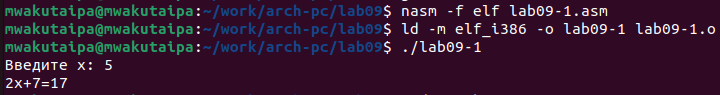 mwakutaipa@mwakutaipa:~/work/arch-pc/lab09$ nasm -f elf lab09-1.asm
mwakutaipa@mwakutaipa:~/work/arch-pc/lab09$ ld -m elf_i386 -o lab09-1 lab09-1.o
mwakutaipa@mwakutaipa:~/work/arch-pc/lab09$ ./lab09-1
Введите x: 5
2x+7=17